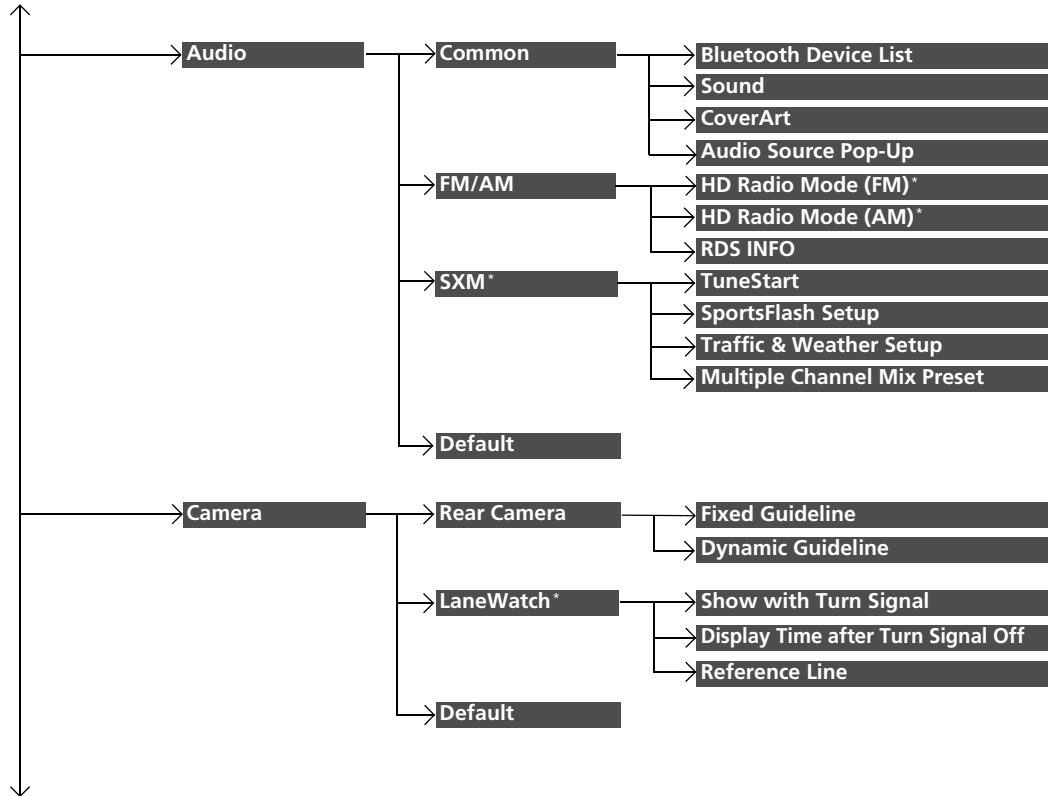 Audio
Common
Bluetooth Device List
Sound
CoverArt
Audio Source Pop-Up
FM/AM
HD Radio Mode (FM)*
HD Radio Mode (AM)*
RDS INFO
SXM*
TuneStart
SportsFlash Setup
Traffic & Weather Setup
Multiple Channel Mix Preset
Default
Camera
Rear Camera
Fixed Guideline
Dynamic Guideline
LaneWatch*
Show with Turn Signal
Display Time after Turn Signal Off
Reference Line
Default